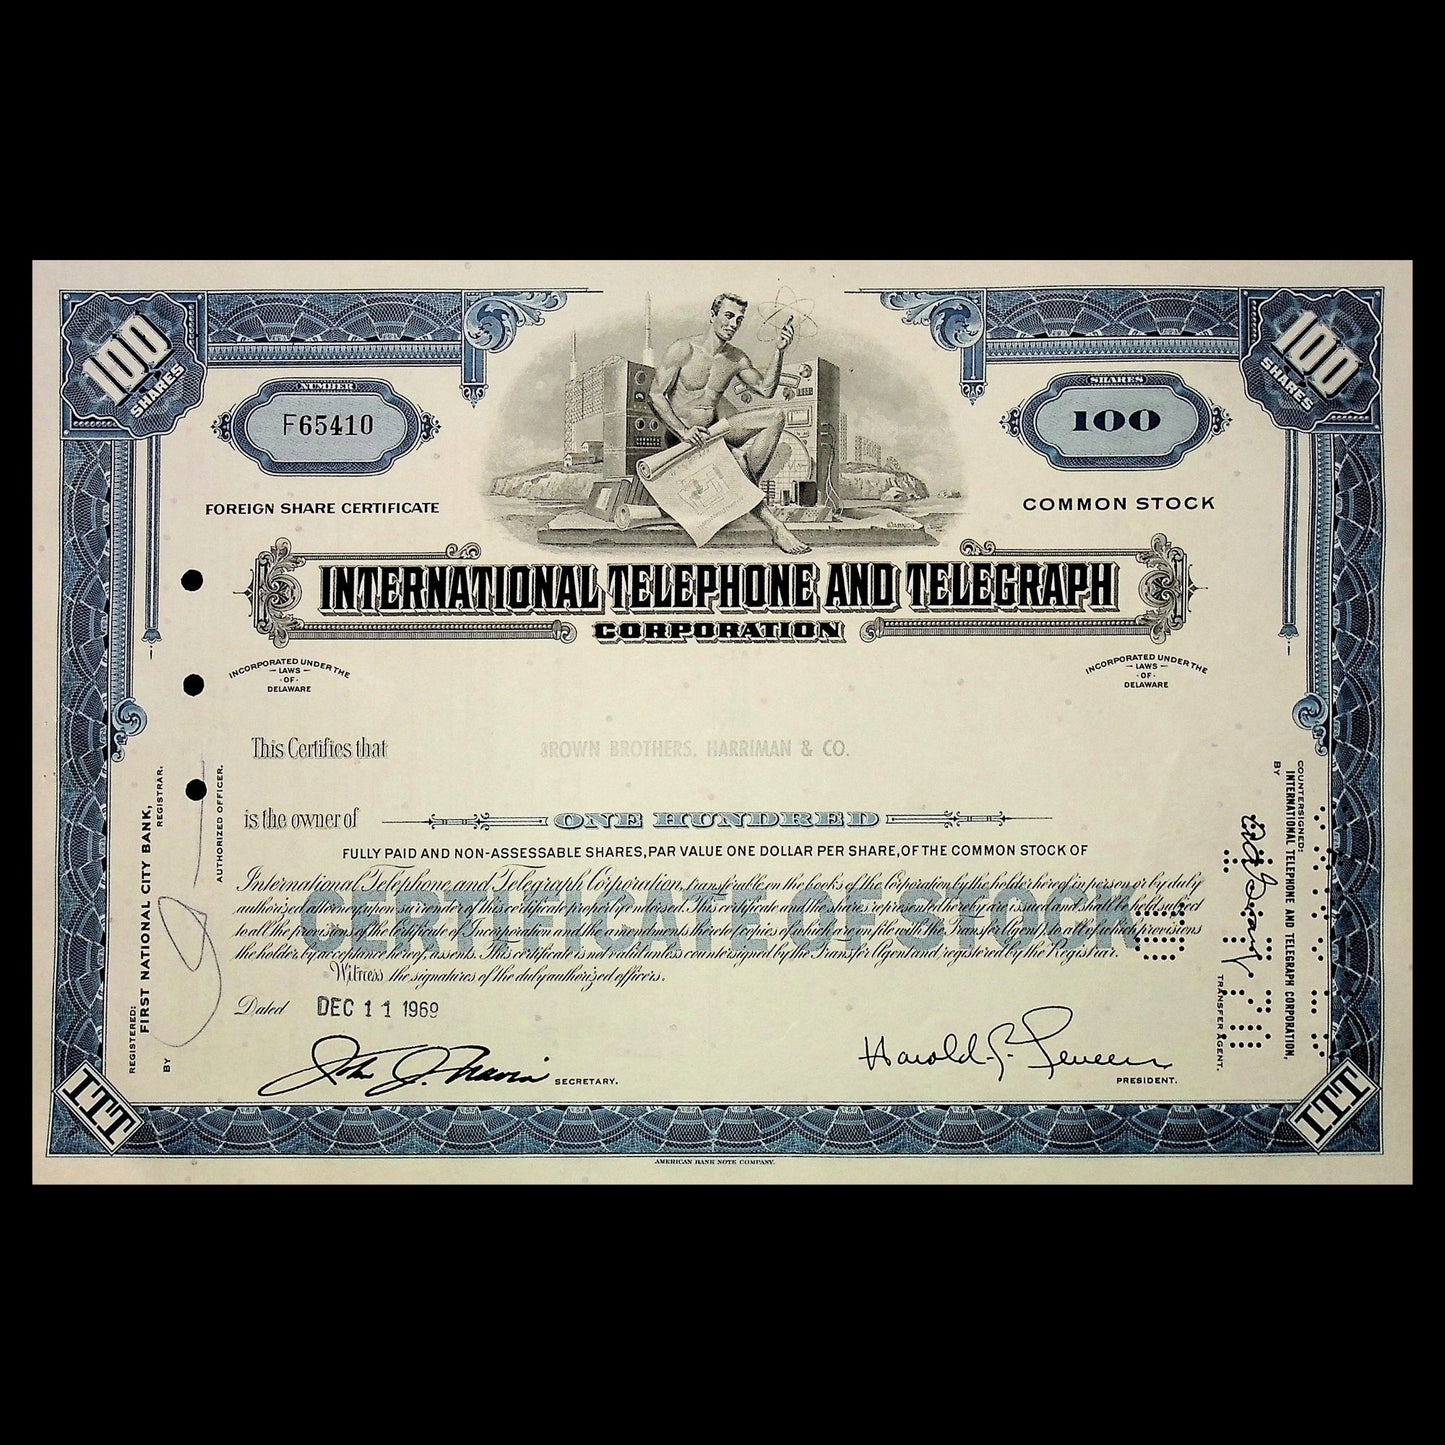 100
SHARES
NUMBER
F65410
FOREIGN SHARE CERTIFICATE
SHARES
100
COMMON STOCK
100
SHARES
INTERNATIONAL TELEPHONE AND TELEGRAPH
CORPORATION
INCORPORATED UNDER THE
LAWS
OF
DELAWARE
INCORPORATED UNDER THE
LAWS
OF
DELAWARE
This Certifies that
BROWN BROTHERS, HARRIMAN & CO.
is the owner of
ONE HUNDRED
FULLY PAID AND NON-ASSESSABLE SHARES, PAR VALUE ONE DOLLAR PER SHARE, OF THE COMMON STOCK OF
International Telephone and Telegraph Corporation, transferable on the books of the Corporation by the holder hereof in person or by duly
authorized attorney, upon surrender of this certificate properly endorsed. This certificate and the shares represented hereby are issued and shall be held subject
to all the provisions of the Certificate of Incorporation and the amendments thereto (copies of which are on file with the Transfer Agent), to all of which provisions
the holder, by acceptance hereof, assents. This certificate is not valid unless countersigned by the Transfer Agent and registered by the Registrar.
CERTIFICATE OF STOCK
Witness the signatures of the duly authorized officers.
Dated DEC 11 1969
John J. Navin
SECRETARY.
Harold S. Geneen
PRESIDENT.
REGISTERED:
FIRST NATIONAL CITY BANK,
REGISTRAR.
BY
AUTHORIZED OFFICER.
COUNTERSIGNED:
INTERNATIONAL TELEPHONE AND TELEGRAPH CORPORATION,
BY
TRANSFER AGENT.
ITT
ITT
AMERICAN BANK NOTE COMPANY.